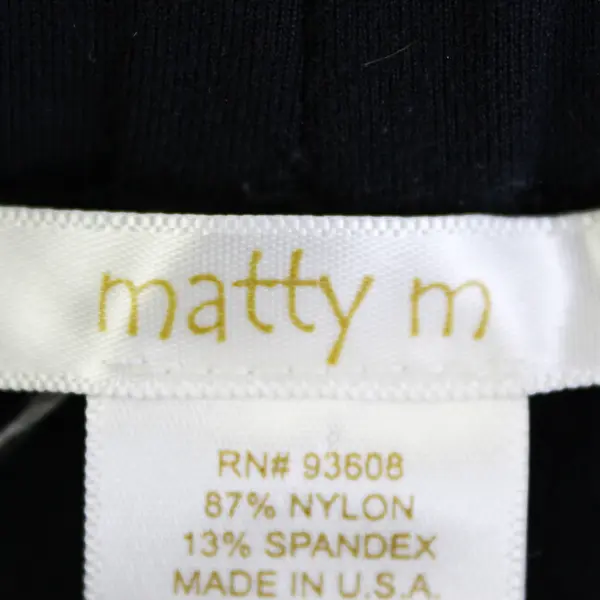 matty m
RN# 93608
87% NYLON
13% SPANDEX
MADE IN U.S.A.